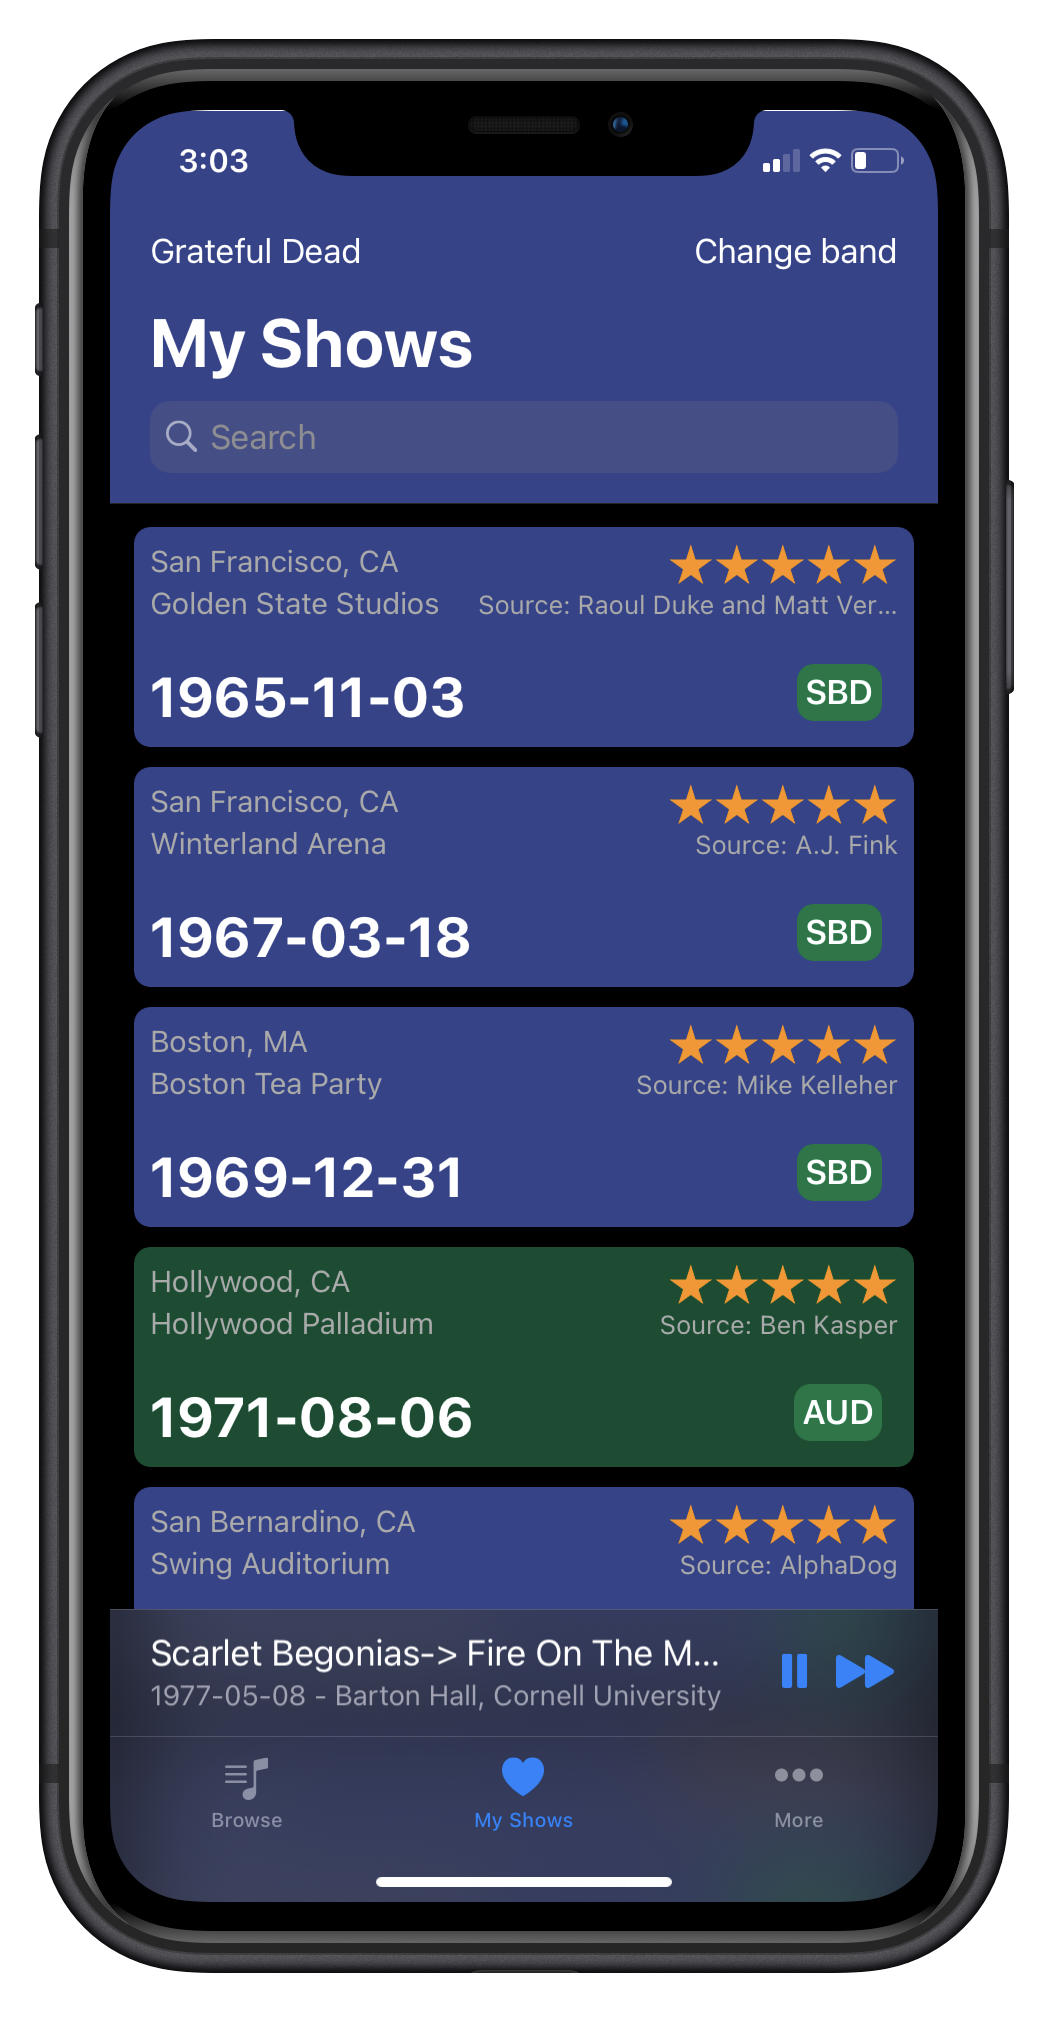 3:03
Grateful Dead
Change band
My Shows
Search
San Francisco, CA
Golden State Studios
Source: Raoul Duke and Matt Ver...
1965-11-03
SBD
San Francisco, CA
Winterland Arena
Source: A.J. Fink
1967-03-18
SBD
Boston, MA
Boston Tea Party
Source: Mike Kelleher
1969-12-31
SBD
Hollywood, CA
Hollywood Palladium
Source: Ben Kasper
1971-08-06
AUD
San Bernardino, CA
Swing Auditorium
Source: AlphaDog
Scarlet Begonias-> Fire On The M...
1977-05-08 - Barton Hall, Cornell University
Browse
My Shows
More